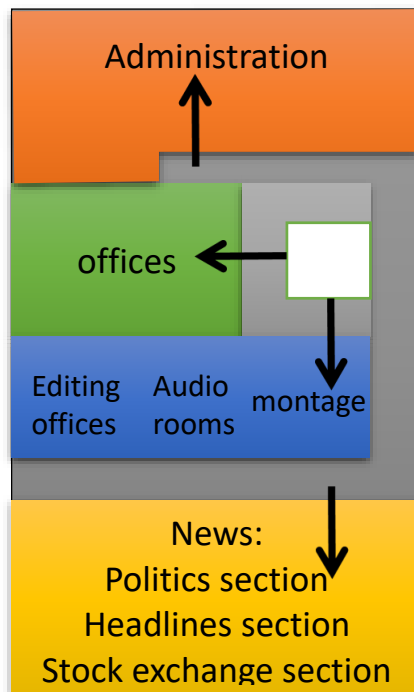 Administration
offices
Editing offices
Audio rooms
montage
News:
Politics section
Headlines section
Stock exchange section